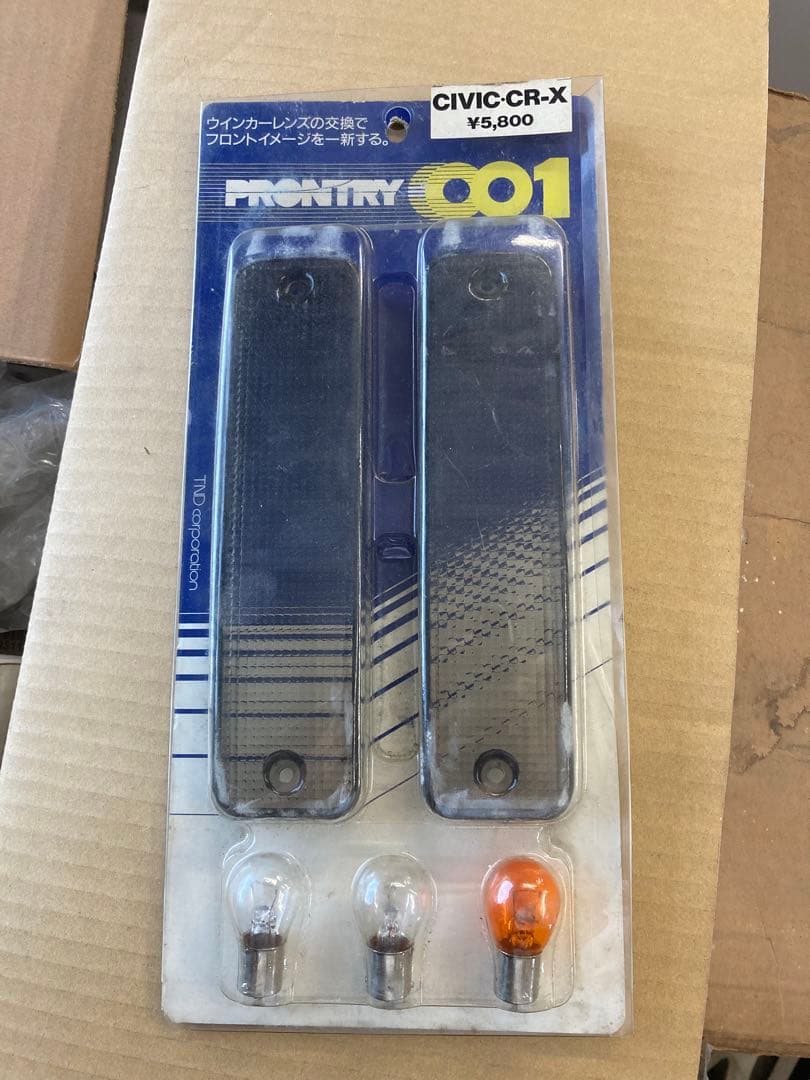 CIVIC·CR-X
¥5,800
ウインカーレンズの交換で
フロントイメージを一新する。
PRONTRY 001
TND corporation